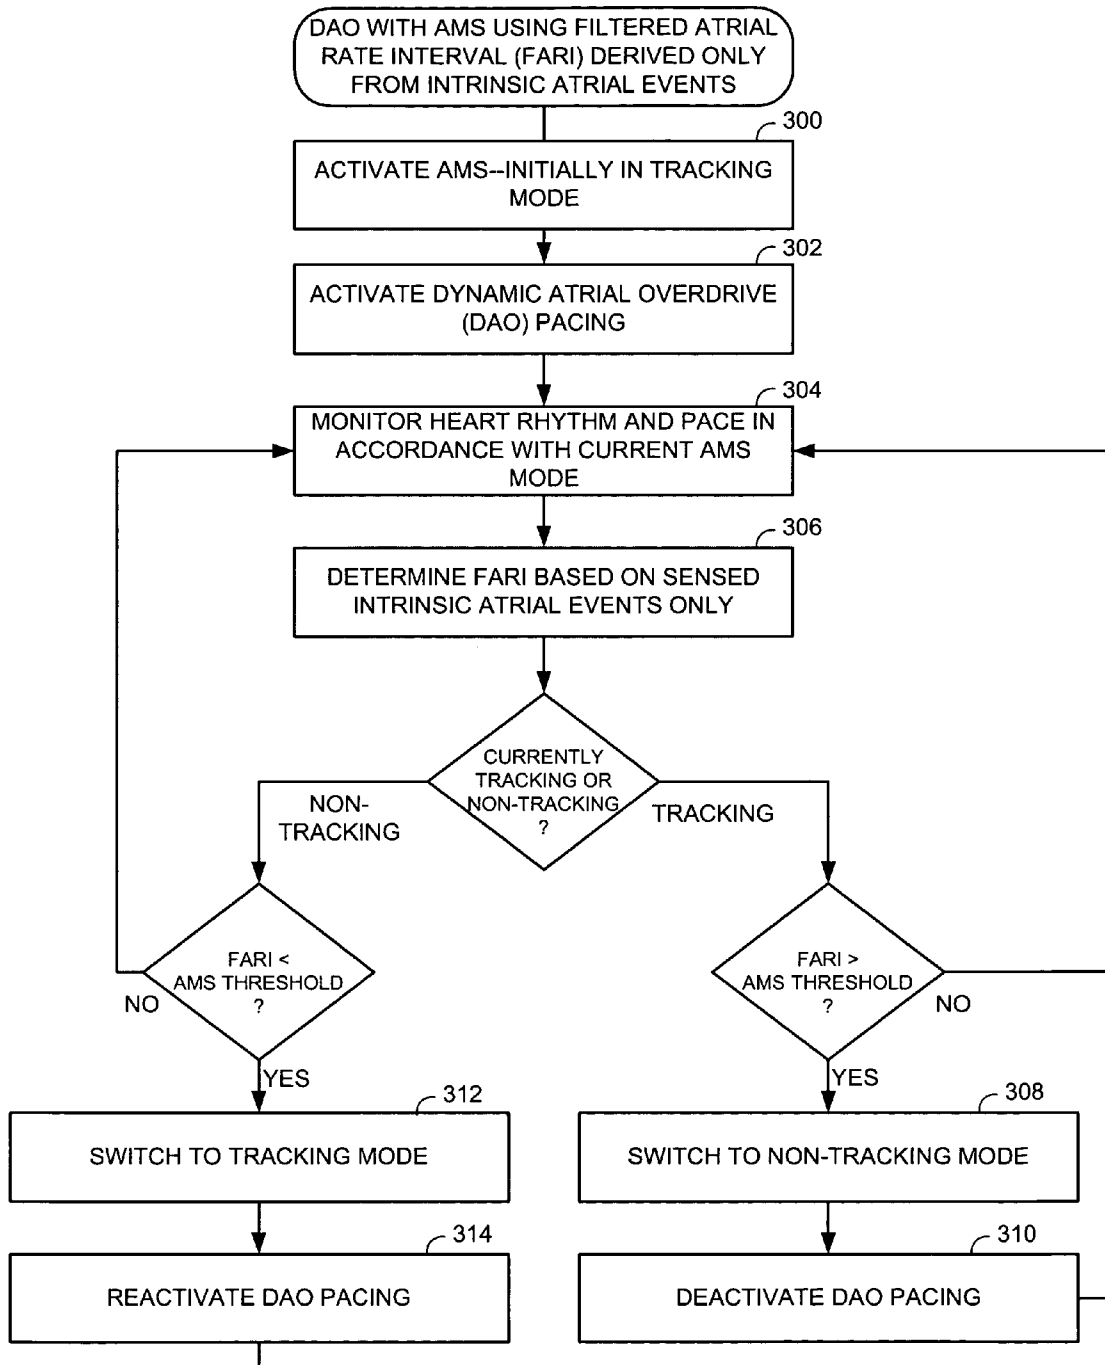 DAO WITH AMS USING FILTERED ATRIAL
RATE INTERVAL (FARI) DERIVED ONLY
FROM INTRINSIC ATRIAL EVENTS
300
ACTIVATE AMS--INITIALLY IN TRACKING
MODE
302
ACTIVATE DYNAMIC ATRIAL OVERDRIVE
(DAO) PACING
304
MONITOR HEART RHYTHM AND PACE IN
ACCORDANCE WITH CURRENT AMS
MODE
306
DETERMINE FARI BASED ON SENSED
INTRINSIC ATRIAL EVENTS ONLY
CURRENTLY
TRACKING OR
NON-TRACKING
?
NON-
TRACKING
TRACKING
FARI <
AMS THRESHOLD
?
NO
YES
FARI >
AMS THRESHOLD
?
NO
YES
312
SWITCH TO TRACKING MODE
308
SWITCH TO NON-TRACKING MODE
314
REACTIVATE DAO PACING
310
DEACTIVATE DAO PACING